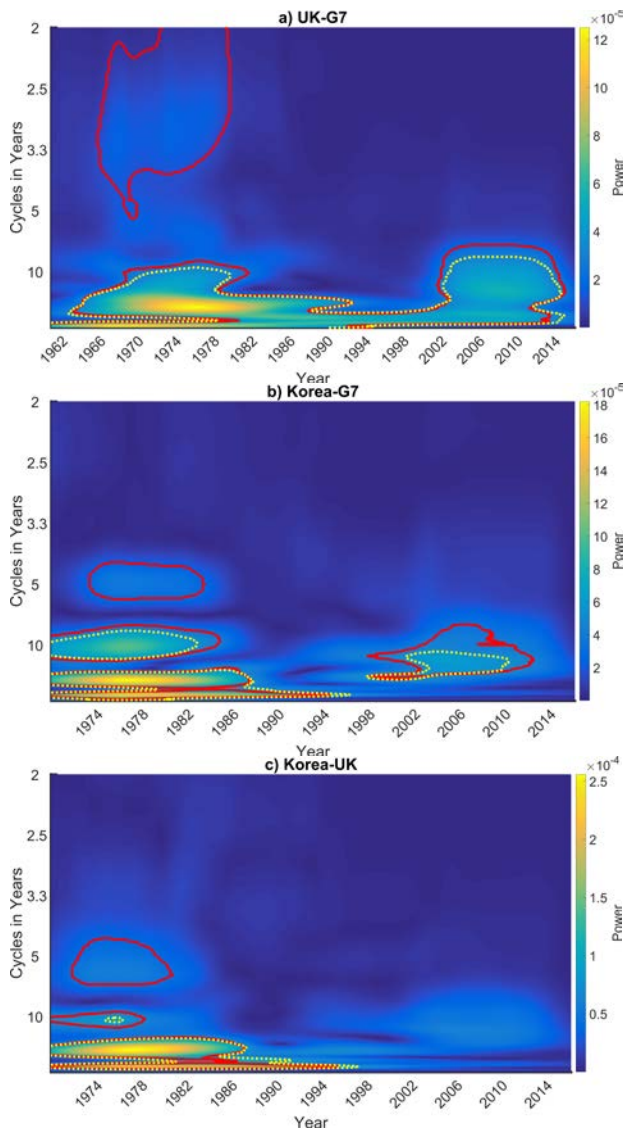 a) UK-G7
×10⁻⁵
2
2.5
3.3
5
10
Cycles in Years
12
10
8
6
4
2
Power
1962 1966 1970 1974 1978 1982 1986 1990 1994 1998 2002 2006 2010 2014
Year
b) Korea-G7
×10⁻⁵
2
2.5
3.3
5
10
Cycles in Years
18
16
14
12
10
8
6
4
2
Power
1974 1978 1982 1986 1990 1994 1998 2002 2006 2010 2014
Year
c) Korea-UK
×10⁻⁴
2
2.5
3.3
5
10
Cycles in Years
2.5
2
1.5
1
0.5
Power
1974 1978 1982 1986 1990 1994 1998 2002 2006 2010 2014
Year